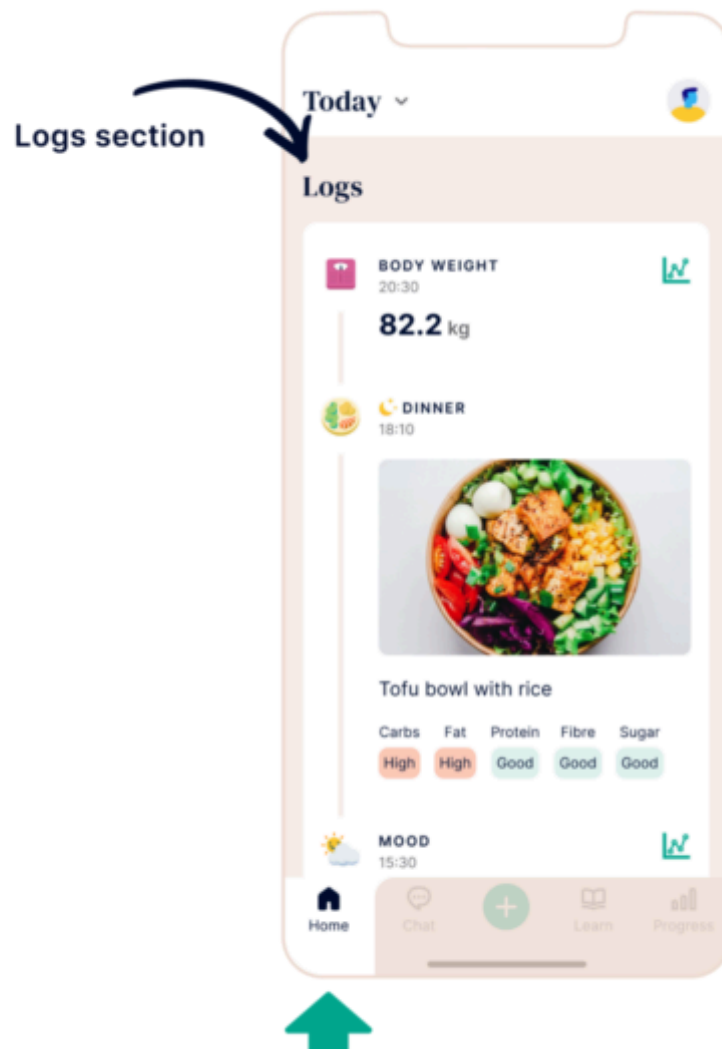 Today
Logs section
Logs
BODY WEIGHT
20:30
82.2 kg
DINNER
18:10
Tofu bowl with rice
Carbs Fat Protein Fibre Sugar
High High Good Good Good
MOOD
15:30
Home Chat Learn Progress